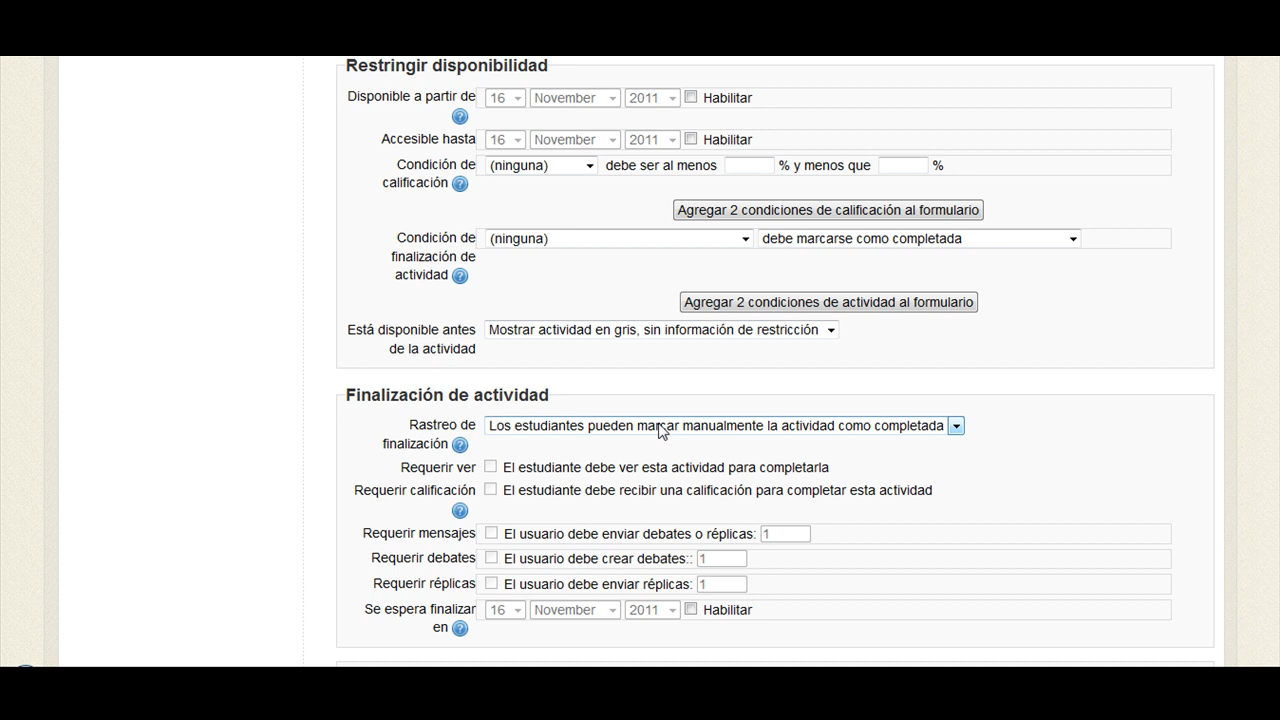 Restringir disponibilidad
Disponible a partir de 16 November 2011 Habilitar
Accesible hasta 16 November 2011 Habilitar
Condición de calificación (ninguna) debe ser al menos % y menos que %
Agregar 2 condiciones de calificación al formulario
Condición de finalización de actividad (ninguna) debe marcarse como completada
Agregar 2 condiciones de actividad al formulario
Está disponible antes de la actividad Mostrar actividad en gris, sin información de restricción
Finalización de actividad
Rastreo de finalización Los estudiantes pueden marcar manualmente la actividad como completada
Requerir ver El estudiante debe ver esta actividad para completarla
Requerir calificación El estudiante debe recibir una calificación para completar esta actividad
Requerir mensajes El usuario debe enviar debates o réplicas: 1
Requerir debates El usuario debe crear debates:: 1
Requerir réplicas El usuario debe enviar réplicas: 1
Se espera finalizar en 16 November 2011 Habilitar